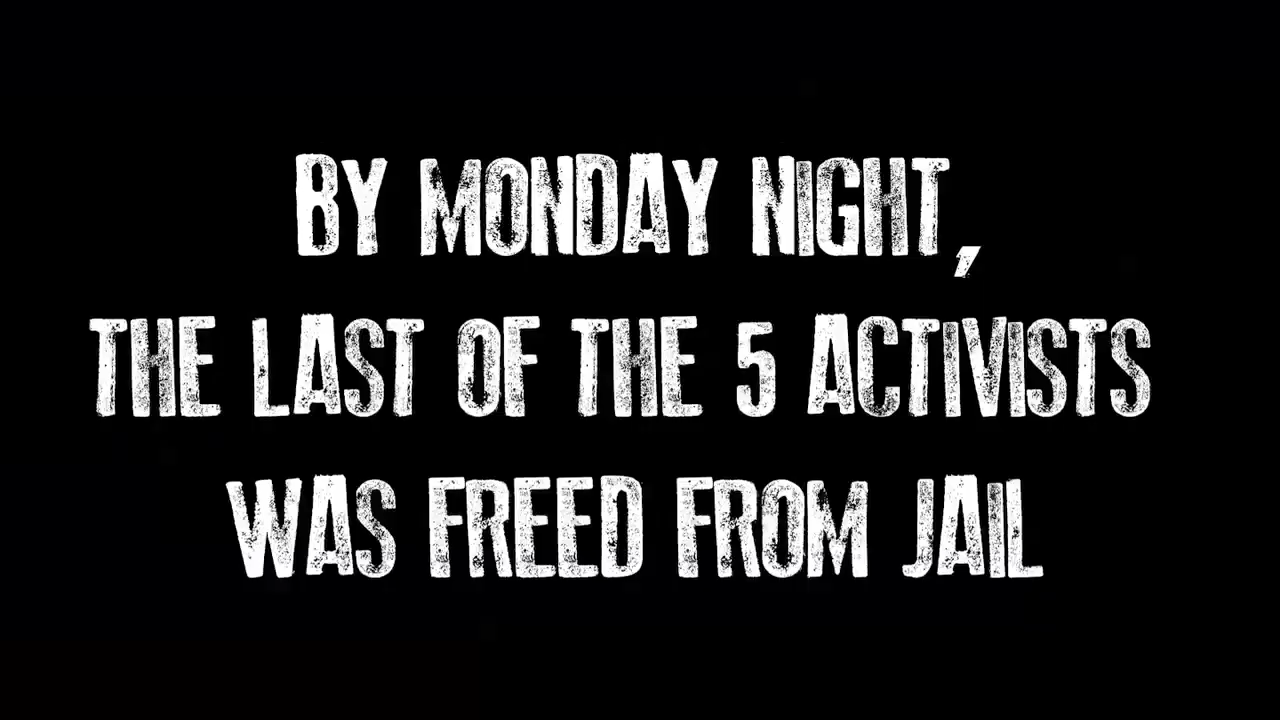 BY MONDAY NIGHT,
THE LAST OF THE 5 ACTIVISTS
WAS FREED FROM JAIL